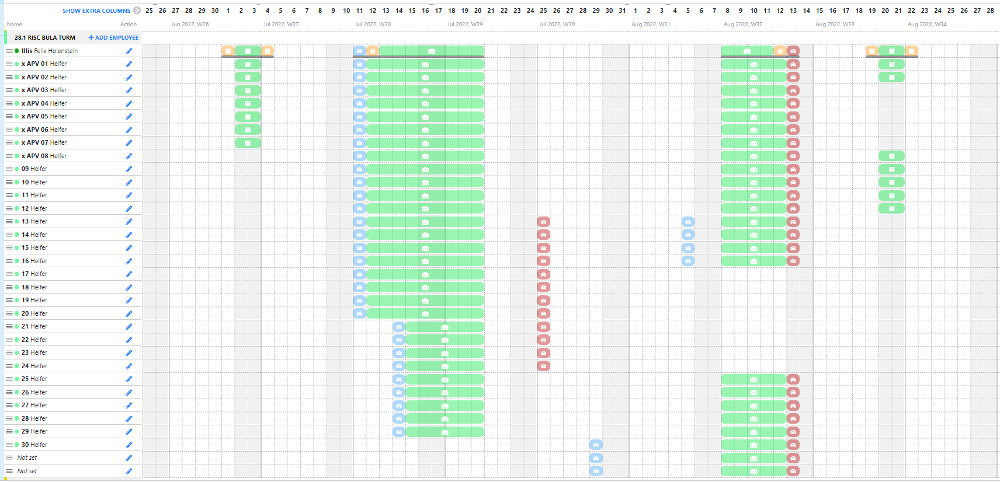 SHOW EXTRA COLUMNS 25 26 27 28 29 30 1 2 3 4 5 6 7 8 9 10 11 12 13 14 15 16 17 18 19 20 21 22 23 24 25 26 27 28 29 30 31 1 2 3 4 5 6 7 8 9 10 11 12 13 14 15 16 17 18 19 20 21 22 23 24 25 26 27 28
Name Action Jun 2022, W26 Jul 2022, W27 Jul 2022, W28 Jul 2022, W29 Jul 2022, W30 Aug 2022, W31 Aug 2022, W32 Aug 2022, W33 Aug 2022, W34
28.1 RISC BULA TURM + ADD EMPLOYEE
Iltis Felix Holenstein
x APV 01 Helfer
x APV 02 Helfer
x APV 03 Helfer
x APV 04 Helfer
x APV 05 Helfer
x APV 06 Helfer
x APV 07 Helfer
x APV 08 Helfer
09 Helfer
10 Helfer
11 Helfer
12 Helfer
13 Helfer
14 Helfer
15 Helfer
16 Helfer
17 Helfer
18 Helfer
19 Helfer
20 Helfer
21 Helfer
22 Helfer
23 Helfer
24 Helfer
25 Helfer
26 Helfer
27 Helfer
28 Helfer
29 Helfer
30 Helfer
Not set
Not set